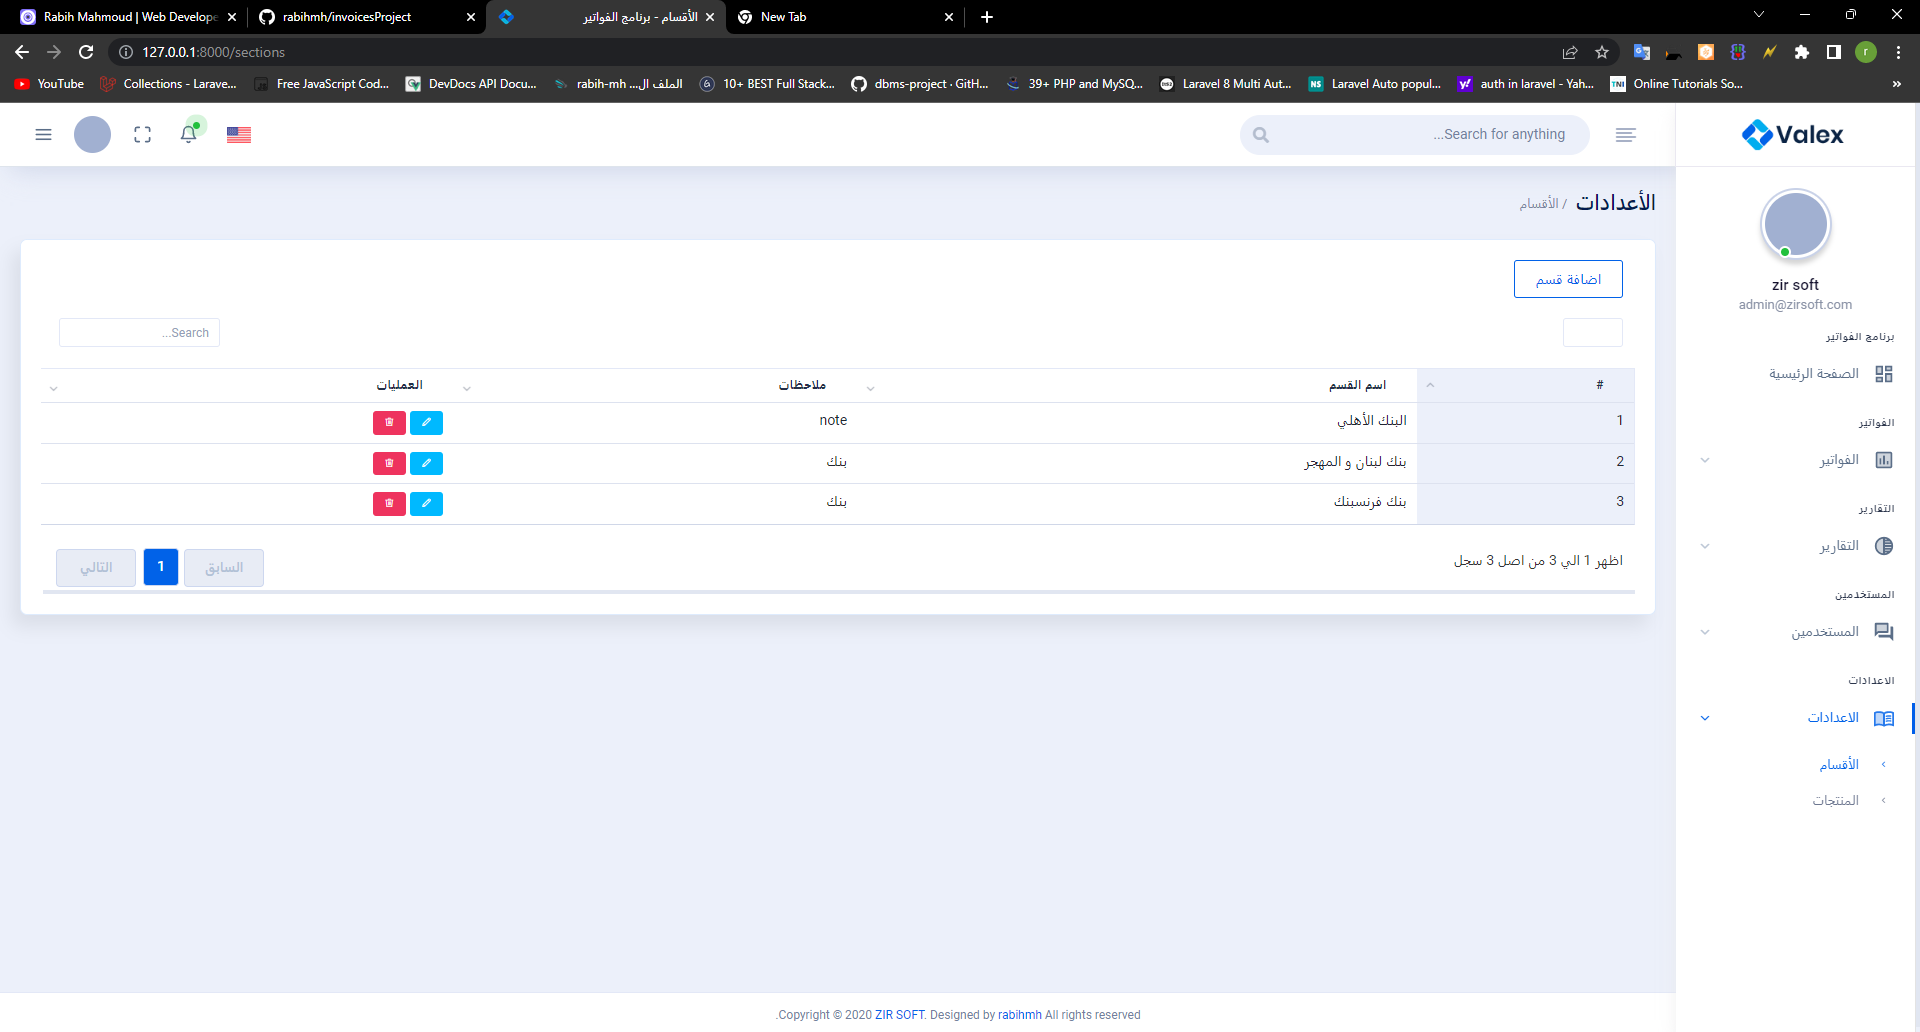 Rabih Mahmoud | Web Develope
rabihmh/invoicesProject
الأقسام - برنامج الفواتير
New Tab
127.0.0.1:8000/sections
YouTube
Collections - Larave...
Free JavaScript Cod...
DevDocs API Docu...
الملف ال... rabih-mh
10+ BEST Full Stack...
dbms-project · GitH...
39+ PHP and MySQ...
Laravel 8 Multi Aut...
Laravel Auto popul...
auth in laravel - Yah...
Online Tutorials So...
Valex
...Search for anything
zir soft
admin@zirsoft.com
برنامج الفواتير
الصفحة الرئيسية
الفواتير
الفواتير
التقارير
التقارير
المستخدمين
المستخدمين
الاعدادات
الاعدادات
الأقسام
المنتجات
الأعدادات / الأقسام
اضافة قسم
...Search
# اسم القسم ملاحظات العمليات
1 البنك الأهلي note
2 بنك لبنان و المهجر بنك
3 بنك فرنسبنك بنك
اظهر 1 الي 3 من اصل 3 سجل
السابق 1 التالي
.Copyright © 2020 ZIR SOFT. Designed by rabihmh All rights reserved